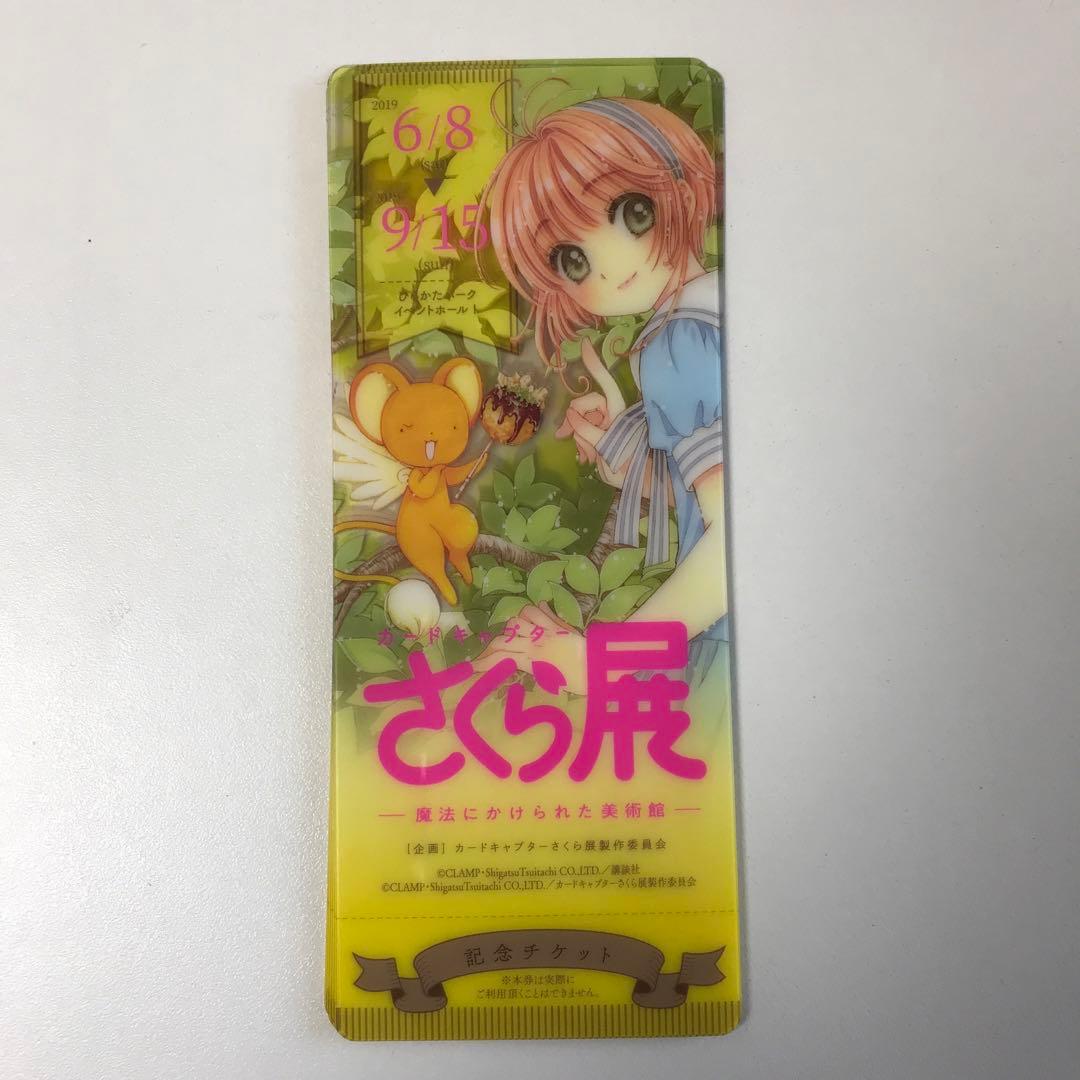 2019
6/8
(sat)
9/15
(sun)
ひらかたパーク
イベントホールⅠ
カードキャプター
さくら展
魔法にかけられた美術館
[企画] カードキャプターさくら展製作委員会
©CLAMP・ShigatsuTsuitachi CO.,LTD.／講談社
©CLAMP・ShigatsuTsuitachi CO.,LTD.／カードキャプターさくら展製作委員会
記念チケット
※本券は実際に
ご利用頂くことはできません。